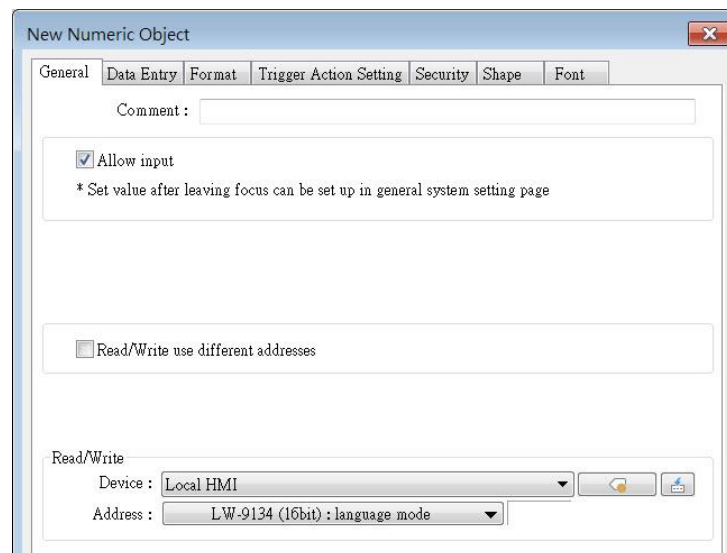 New Numeric Object
General Data Entry Format Trigger Action Setting Security Shape Font
Comment :
Allow input
* Set value after leaving focus can be set up in general system setting page
Read/Write use different addresses
Read/Write
Device : Local HMI
Address : LW-9134 (16bit) : language mode